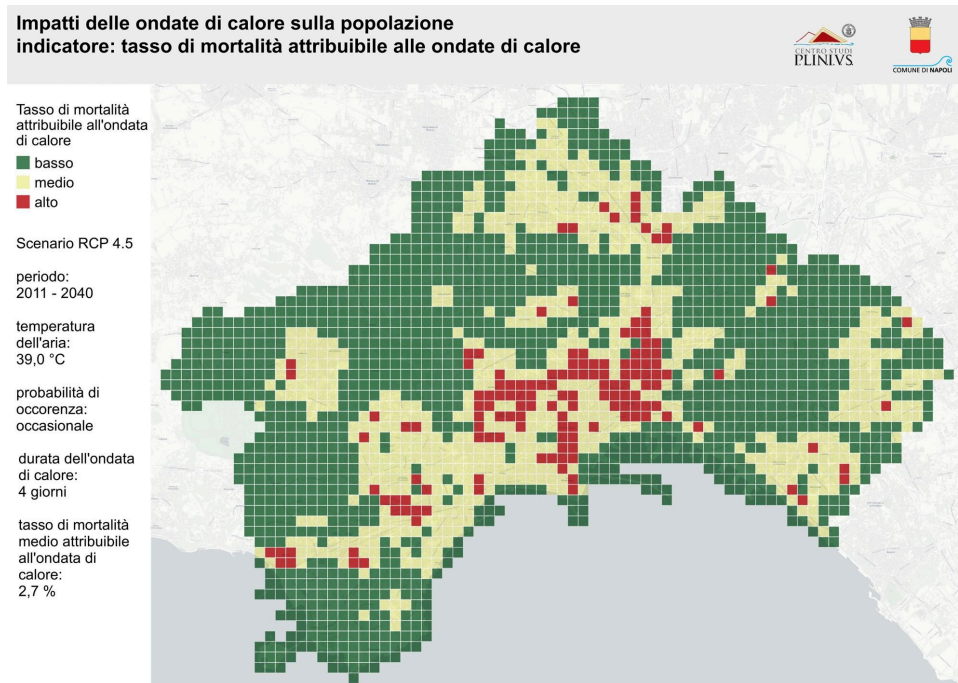 Impatti delle ondate di calore sulla popolazione
indicatore: tasso di mortalità attribuibile alle ondate di calore
CENTRO STUDI
PLINIVS
COMUNE DI NAPOLI
Tasso di mortalità
attribuibile all'ondata
di calore
basso
medio
alto
Scenario RCP 4.5
periodo:
2011 - 2040
temperatura
dell'aria:
39,0 °C
probabilità di
occorenza:
occasionale
durata dell'ondata
di calore:
4 giorni
tasso di mortalità
medio attribuibile
all'ondata di
calore:
2,7 %